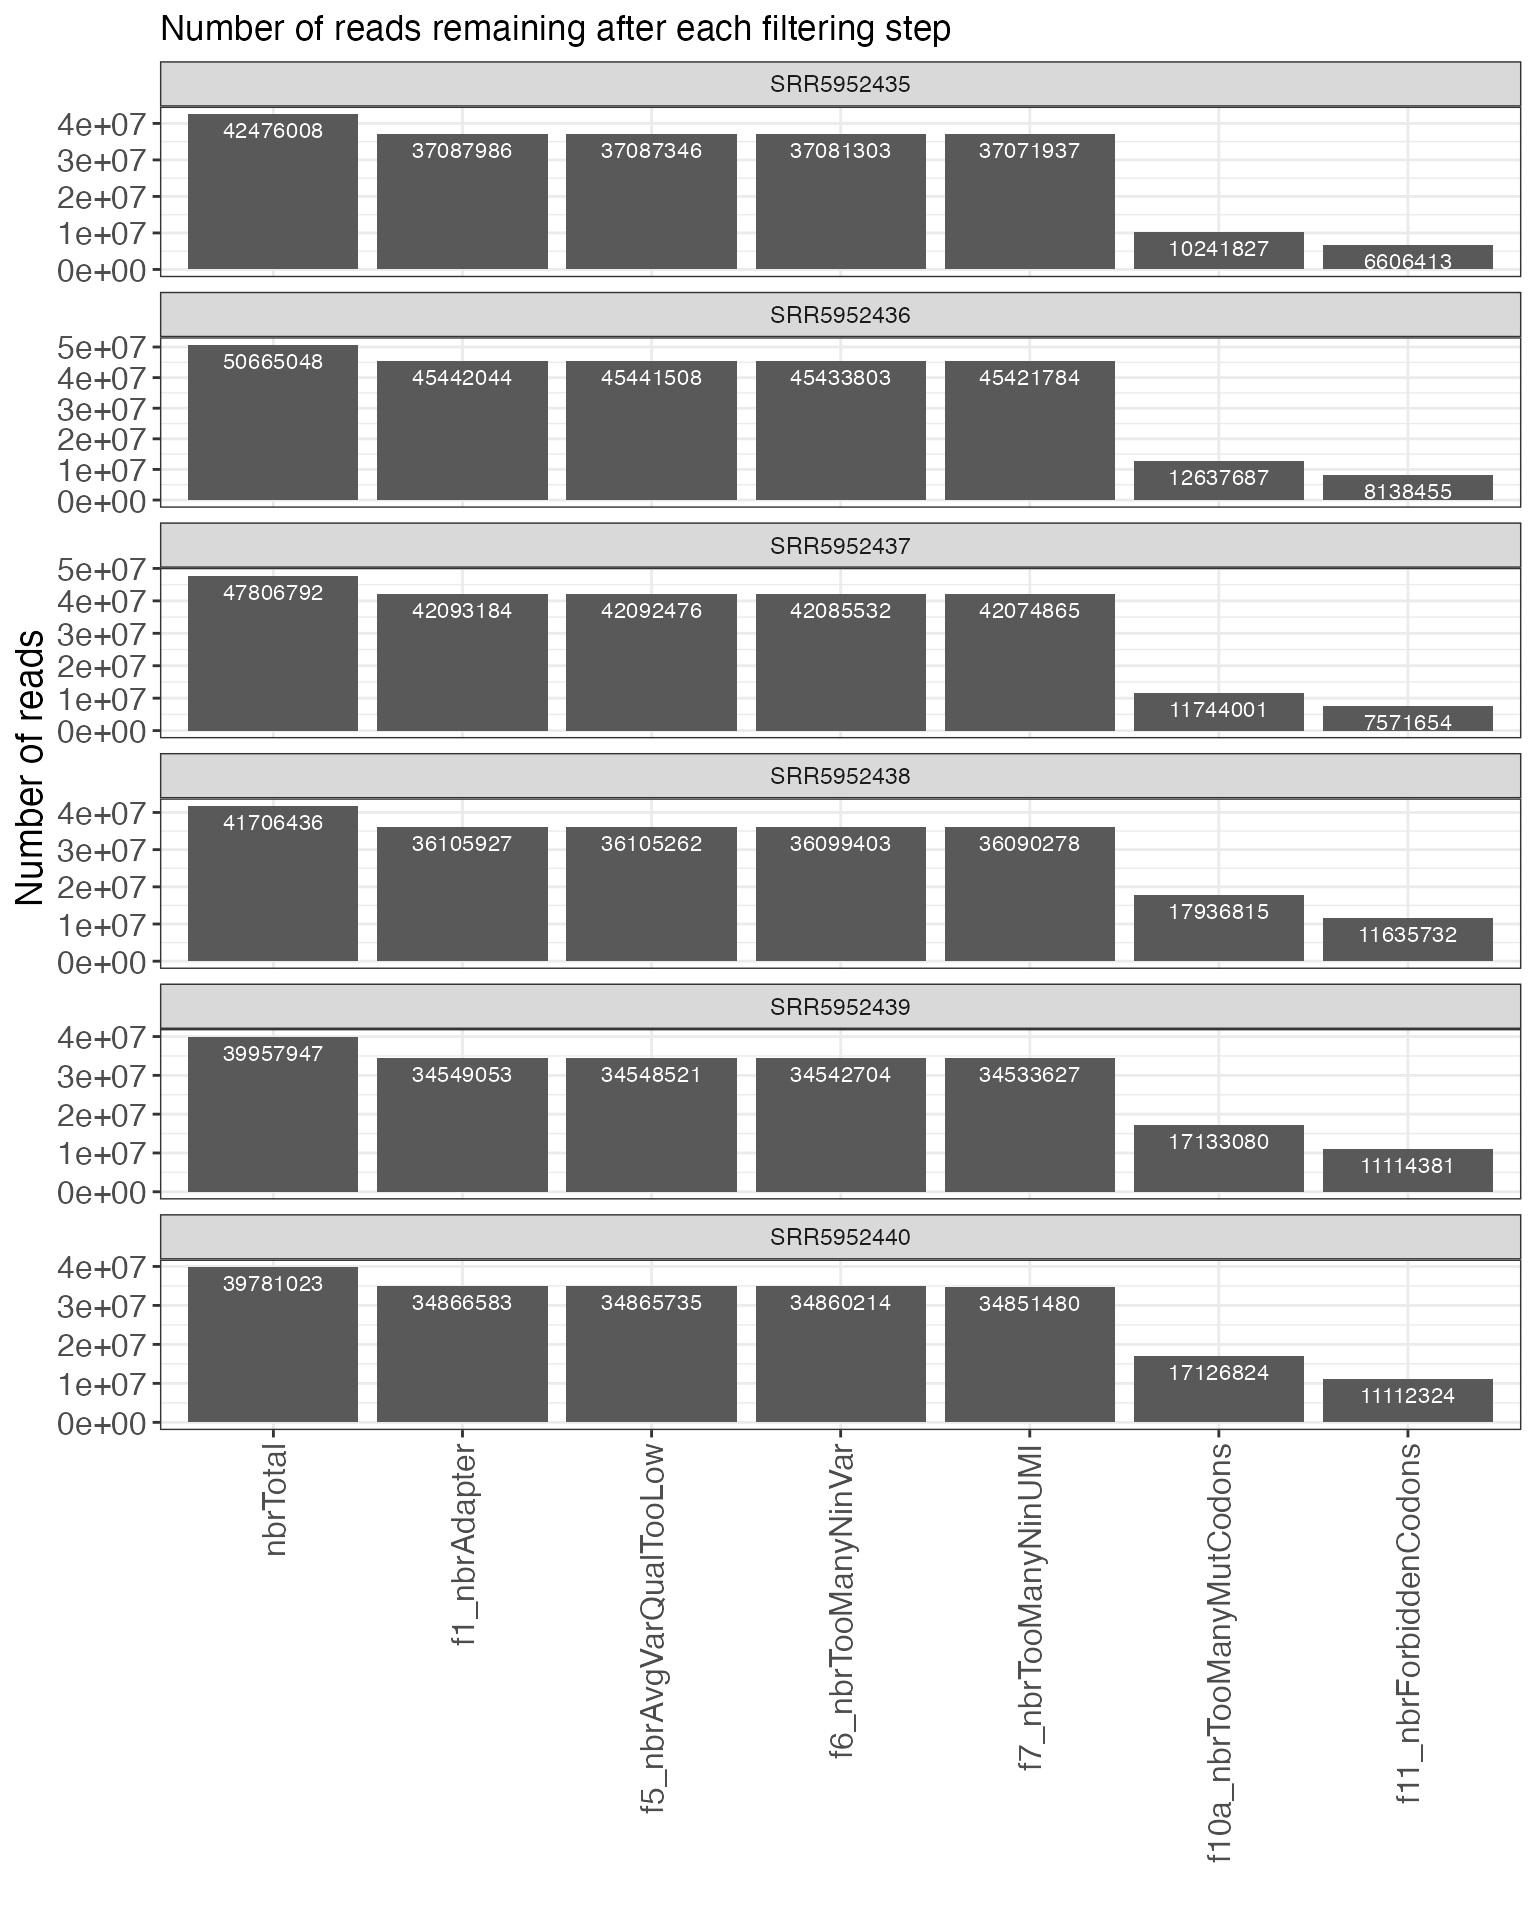 Number of reads remaining after each filtering step
SRR5952435
4e+07
3e+07
2e+07
1e+07
0e+00
42476008
37087986
37087346
37081303
37071937
10241827
6606413
SRR5952436
5e+07
4e+07
3e+07
2e+07
1e+07
0e+00
50665048
45442044
45441508
45433803
45421784
12637687
8138455
SRR5952437
5e+07
4e+07
3e+07
2e+07
1e+07
0e+00
47806792
42093184
42092476
42085532
42074865
11744001
7571654
Number of reads
SRR5952438
4e+07
3e+07
2e+07
1e+07
0e+00
41706436
36105927
36105262
36099403
36090278
17936815
11635732
SRR5952439
4e+07
3e+07
2e+07
1e+07
0e+00
39957947
34549053
34548521
34542704
34533627
17133080
11114381
SRR5952440
4e+07
3e+07
2e+07
1e+07
0e+00
39781023
34866583
34865735
34860214
34851480
17126824
11112324
nbrTotal
f1_nbrAdapter
f5_nbrAvgVarQualTooLow
f6_nbrTooManyNinVar
f7_nbrTooManyNinUMI
f10a_nbrTooManyMutCodons
f11_nbrForbiddenCodons